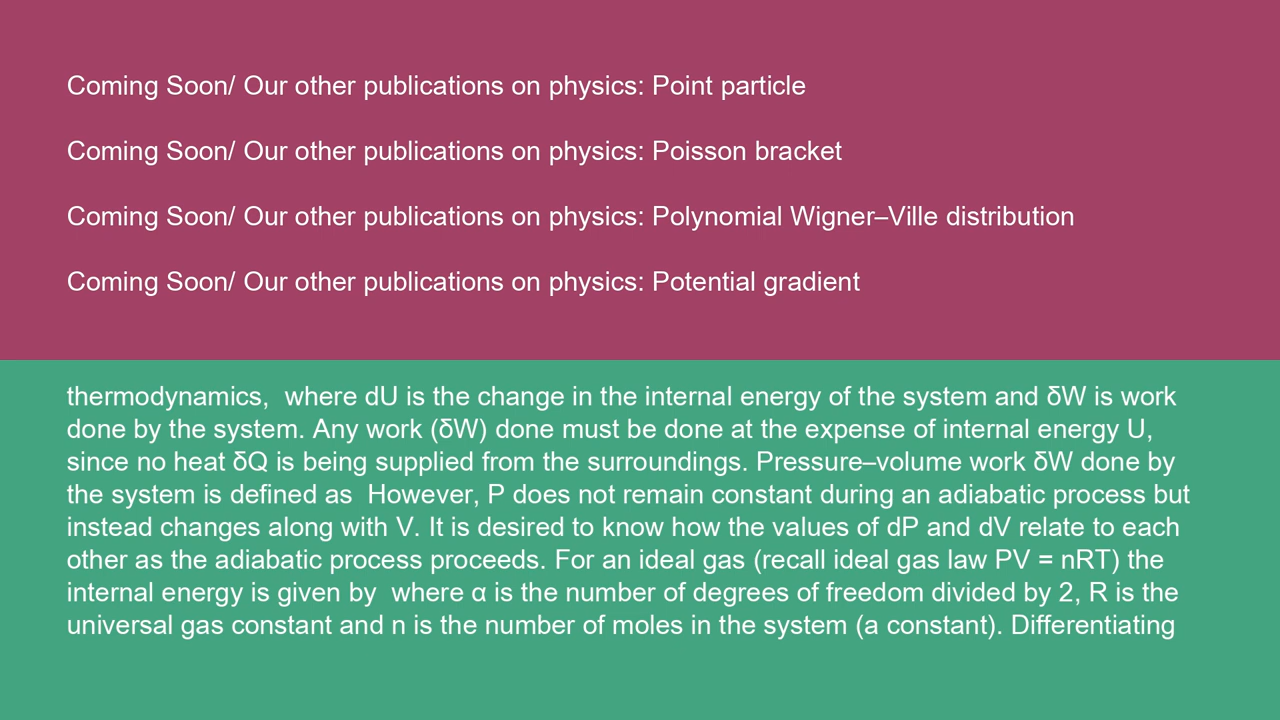 Coming Soon/ Our other publications on physics: Point particle
Coming Soon/ Our other publications on physics: Poisson bracket
Coming Soon/ Our other publications on physics: Polynomial Wigner–Ville distribution
Coming Soon/ Our other publications on physics: Potential gradient
thermodynamics,  where dU is the change in the internal energy of the system and δW is work
done by the system. Any work (δW) done must be done at the expense of internal energy U,
since no heat δQ is being supplied from the surroundings. Pressure–volume work δW done by
the system is defined as  However, P does not remain constant during an adiabatic process but
instead changes along with V. It is desired to know how the values of dP and dV relate to each
other as the adiabatic process proceeds. For an ideal gas (recall ideal gas law PV = nRT) the
internal energy is given by  where α is the number of degrees of freedom divided by 2, R is the
universal gas constant and n is the number of moles in the system (a constant). Differentiating